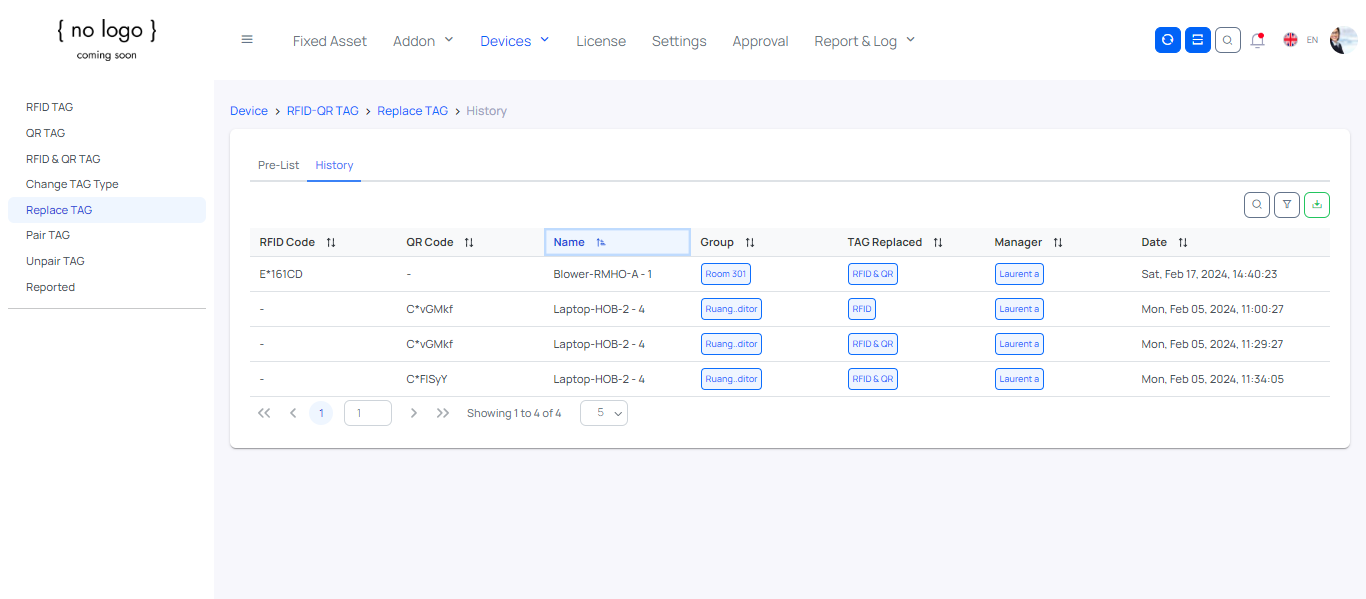 { no logo }
coming soon
Fixed Asset Addon Devices License Settings Approval Report & Log EN
RFID TAG
QR TAG
RFID & QR TAG
Change TAG Type
Replace TAG
Pair TAG
Unpair TAG
Reported
Device > RFID-QR TAG > Replace TAG > History
Pre-List History
RFID Code QR Code Name Group TAG Replaced Manager Date
E*161CD - Blower-RMHO-A - 1 Room 301 RFID & QR Laurent a Sat, Feb 17, 2024, 14:40:23
- C*vGMkf Laptop-HOB-2 - 4 Ruang..ditor RFID Laurent a Mon, Feb 05, 2024, 11:00:27
- C*vGMkf Laptop-HOB-2 - 4 Ruang..ditor RFID & QR Laurent a Mon, Feb 05, 2024, 11:29:27
- C*FISyY Laptop-HOB-2 - 4 Ruang..ditor RFID & QR Laurent a Mon, Feb 05, 2024, 11:34:05
1 1 Showing 1 to 4 of 4 5